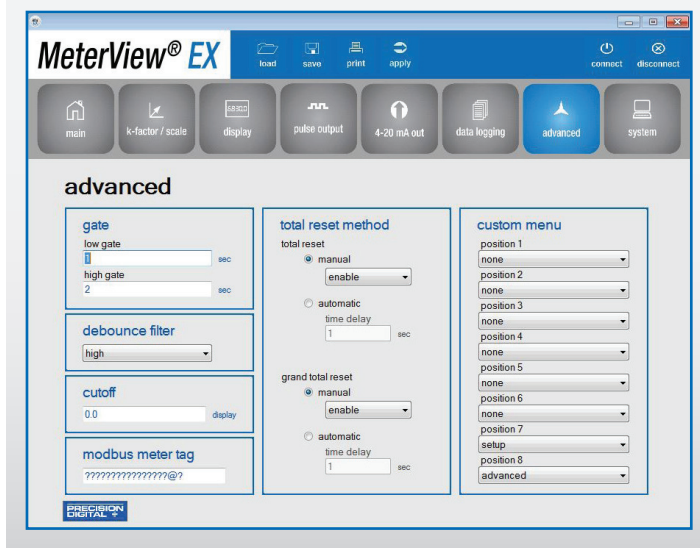 MeterView® EX
load
save
print
apply
connect
disconnect
main
k-factor / scale
display
pulse output
4-20 mA out
data logging
advanced
system
advanced
gate
low gate
1 sec
high gate
2 sec
debounce filter
high
cutoff
0.0 display
modbus meter tag
????????????????@?
total reset method
total reset
manual
enable
automatic
time delay
1 sec
grand total reset
manual
enable
automatic
time delay
1 sec
custom menu
position 1
none
position 2
none
position 3
none
position 4
none
position 5
none
position 6
none
position 7
setup
position 8
advanced
PRECISION
DIGITAL